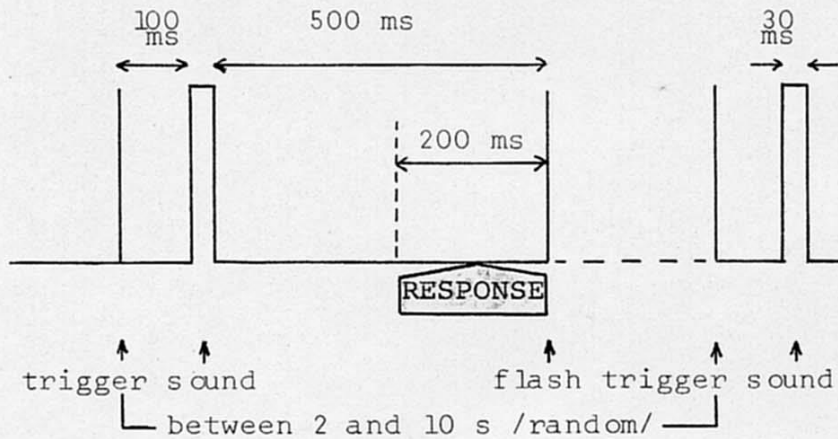 100 500 ms 30
ms ms
200 ms
RESPONSE
trigger sound flash trigger sound
between 2 and 10 s /random/